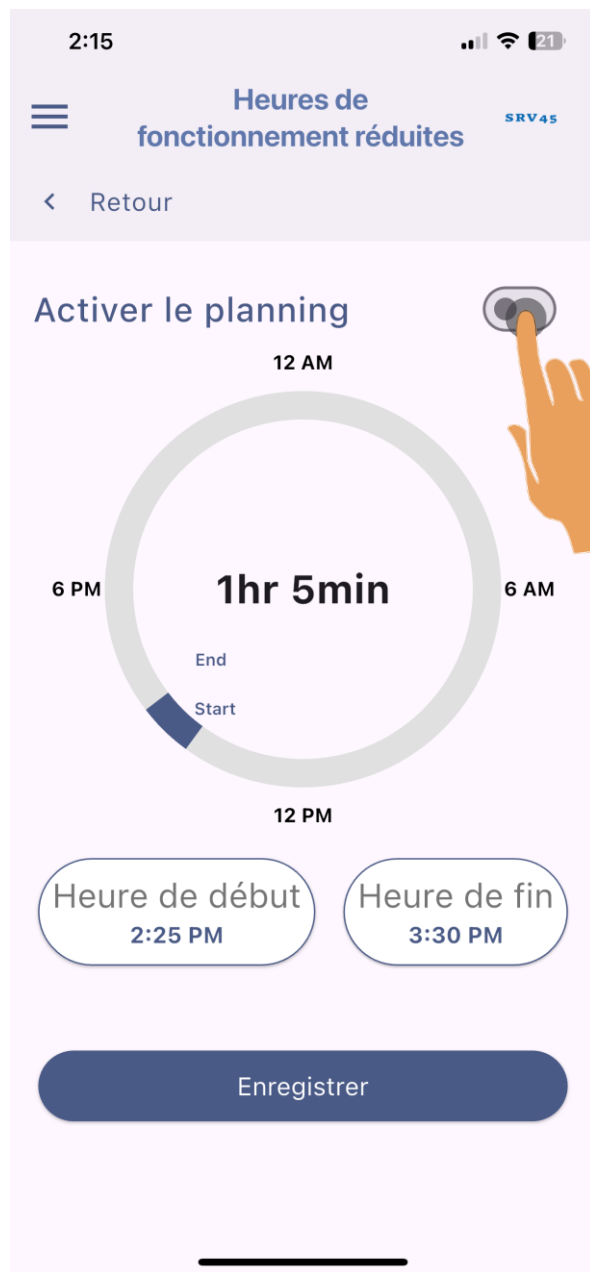 2:15
21
Heures de
fonctionnement réduites
SRV45
< Retour
Activer le planning
12 AM
6 PM
1hr 5min
6 AM
End
Start
12 PM
Heure de début
2:25 PM
Heure de fin
3:30 PM
Enregistrer